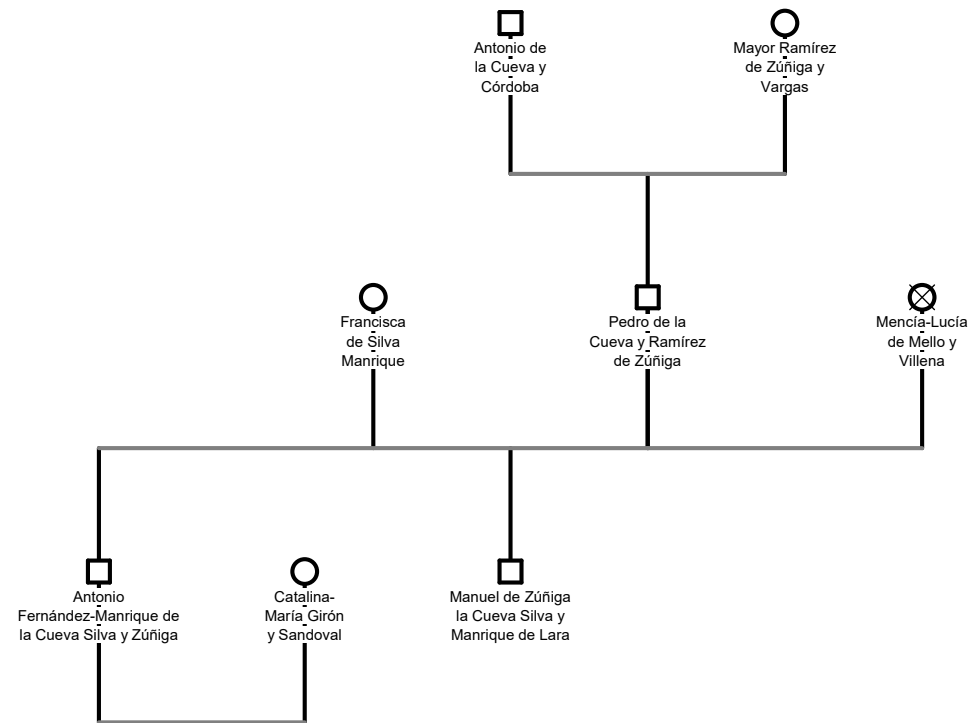 Antonio de
la Cueva y
Córdoba
Mayor Ramírez
de Zúñiga y
Vargas
Francisca
de Silva
Manrique
Pedro de la
Cueva y Ramírez
de Zúñiga
Mencía-Lucía
de Mello y
Villena
Antonio
Fernández-Manrique de
la Cueva Silva y Zúñiga
Catalina-
María Girón
y Sandoval
Manuel de Zúñiga
la Cueva Silva y
Manrique de Lara